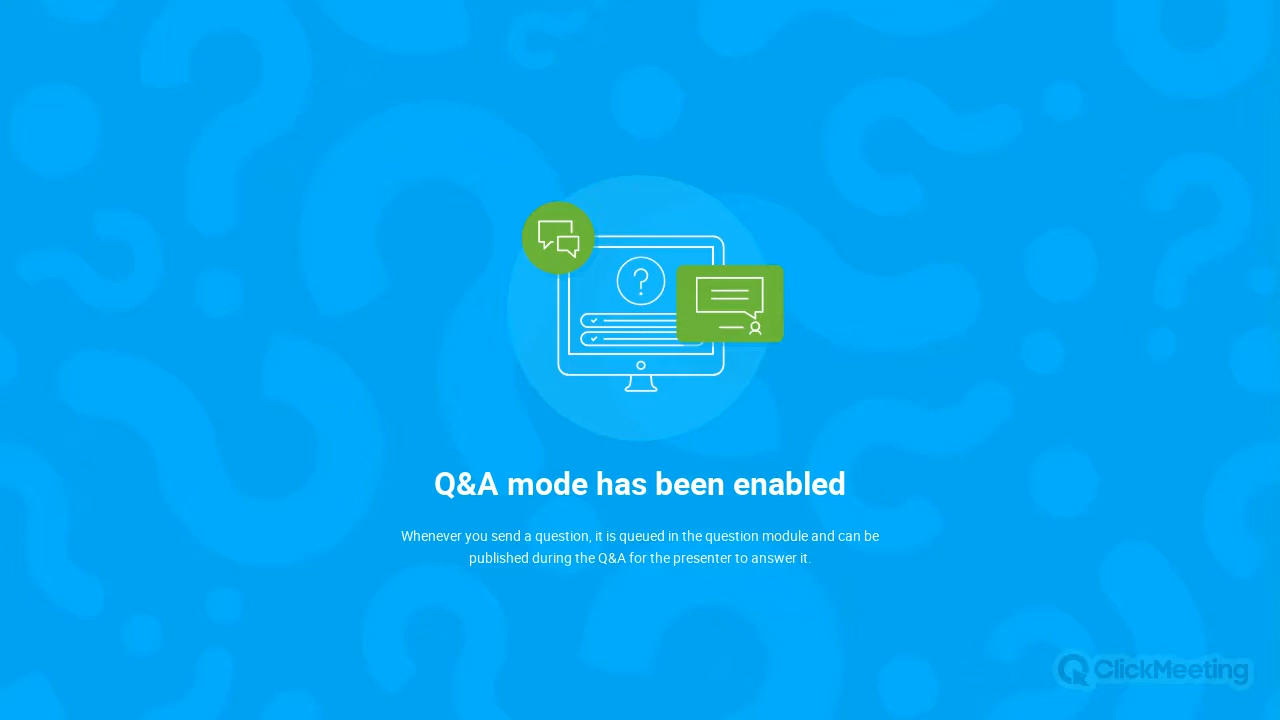 Q&A mode has been enabled
Whenever you send a question, it is queued in the question module and can be
published during the Q&A for the presenter to answer it.
ClickMeeting